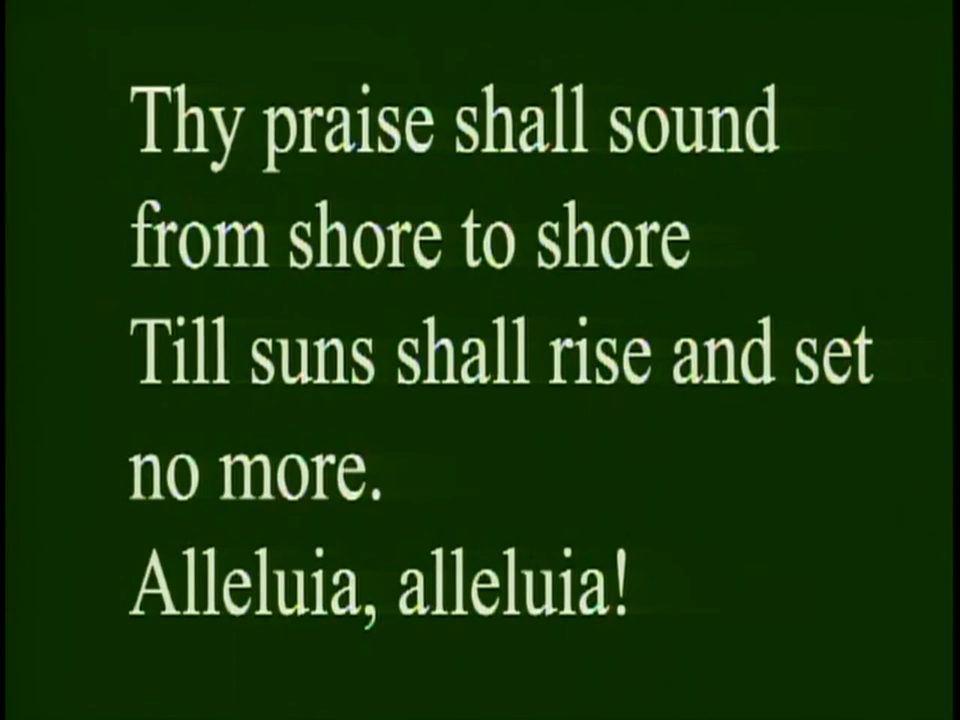 Thy praise shall sound
from shore to shore
Till suns shall rise and set
no more.
Alleluia, alleluia!